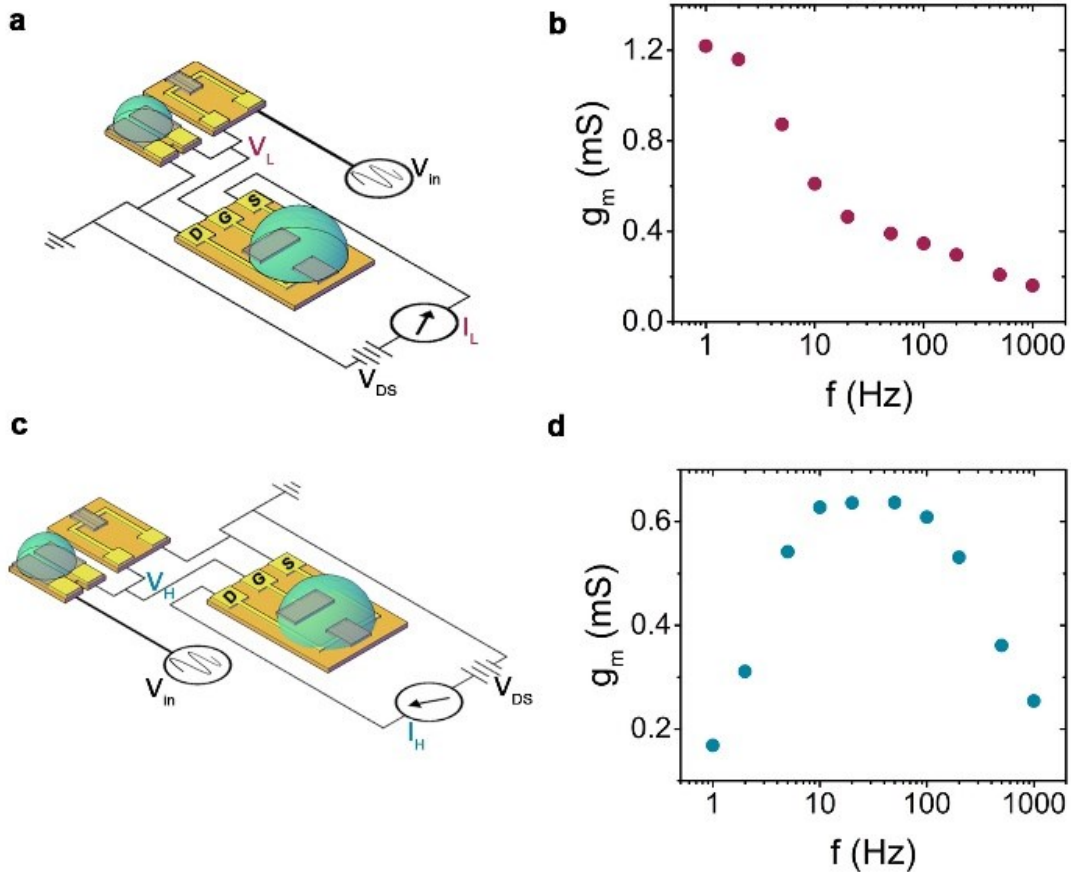 a
V_L
V_in
D G S
I_L
V_DS
b
g_m (mS)
1.2
0.8
0.4
0.0
1 10 100 1000
f (Hz)
c
V_H
D G S
V_in
V_DS
I_H
d
g_m (mS)
0.6
0.4
0.2
1 10 100 1000
f (Hz)